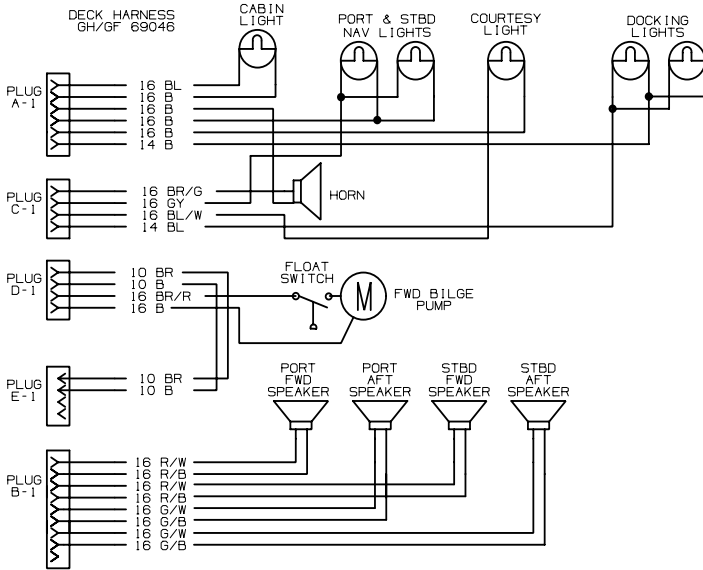 DECK HARNESS
GH/GF 69046
CABIN
LIGHT
PORT & STBD
NAV LIGHTS
COURTESY
LIGHT
DOCKING
LIGHTS
PLUG
A-1
16 BL
16 B
16 B
16 B
16 B
14 B
PLUG
C-1
16 BR/G
16 GY
16 BL/W
14 BL
HORN
PLUG
D-1
10 BR
10 B
16 BR/R
16 B
FLOAT
SWITCH
M
FWD BILGE
PUMP
PLUG
E-1
10 BR
10 B
PORT
FWD
SPEAKER
PORT
AFT
SPEAKER
STBD
FWD
SPEAKER
STBD
AFT
SPEAKER
PLUG
B-1
16 R/W
16 R/B
16 R/W
16 R/B
16 G/W
16 G/B
16 G/W
16 G/B